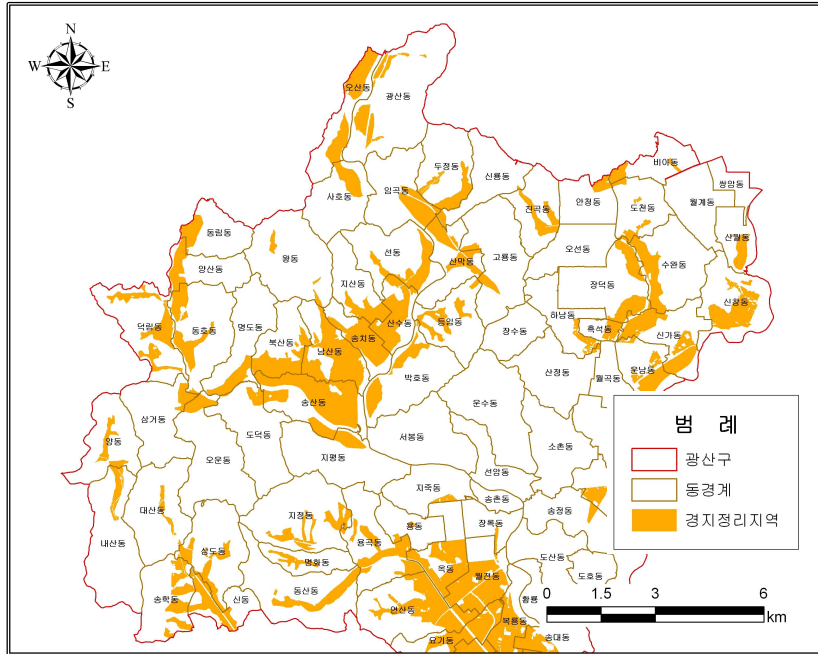 N
W E
S
오산동
광산동
비아동
두정동
신룡동
쌍암동
사호동
임곡동
진곡동
안청동
도천동
월계동
동림동
왕동
선동
산막동
고룡동
오선동
수완동
산월동
양산동
지산동
장덕동
신창동
덕림동
동호동
명도동
북산동
남산동
송치동
산수동
등임동
장수동
하남동
흑석동
신가동
박호동
산정동
월곡동
운남동
송산동
운수동
삼거동
양동
도덕동
오운동
지평동
서봉동
소촌동
선암동
지죽동
송촌동
내산동
대산동
지정동
용동
장록동
송정동
삼도동
명화동
용곡동
옥동
월전동
도산동
도호동
송학동
신동
동산동
연산동
황룡
복룡동
요기동
송대동
범 례
광산구
동경계
경지정리지역
0 1.5 3 6
km